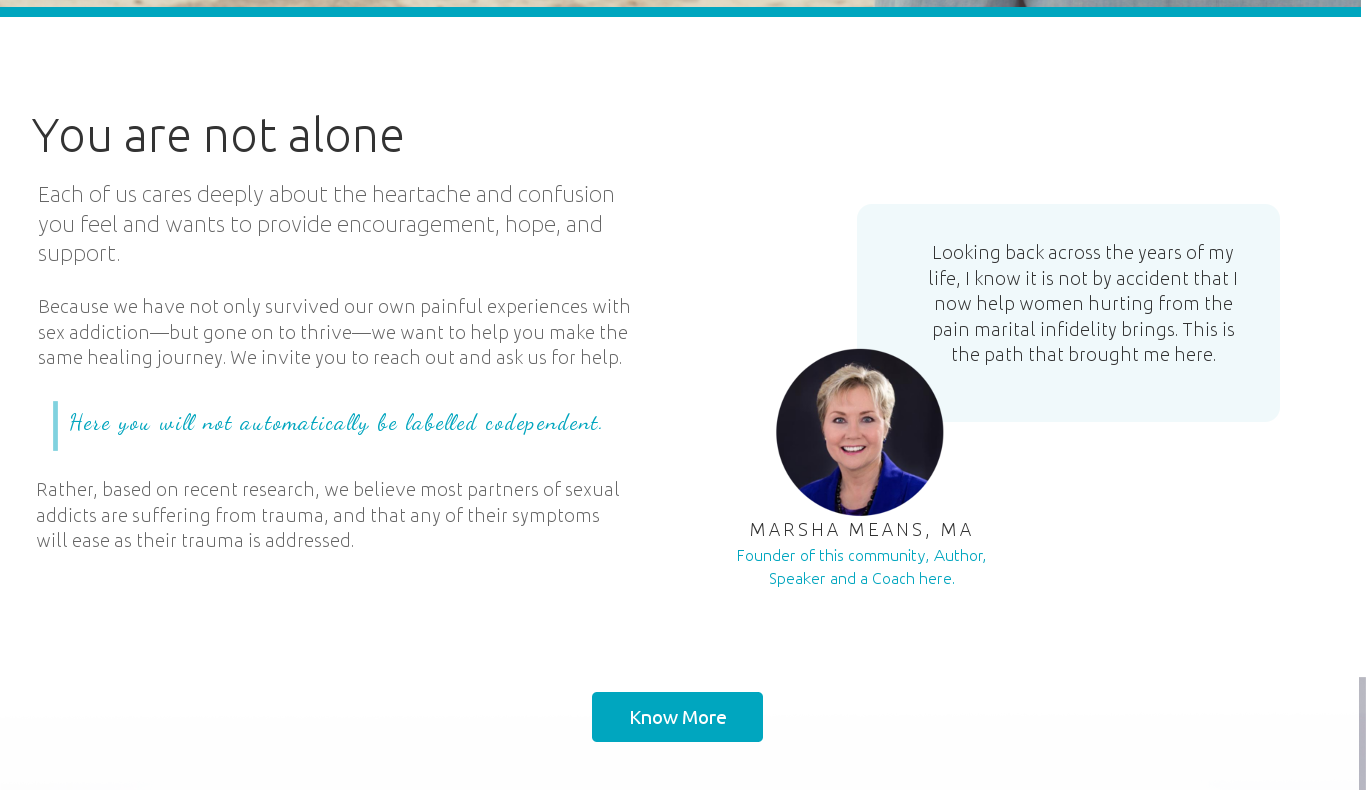 You are not alone
Each of us cares deeply about the heartache and confusion
you feel and wants to provide encouragement, hope, and
support.
Because we have not only survived our own painful experiences with
sex addiction—but gone on to thrive—we want to help you make the
same healing journey. We invite you to reach out and ask us for help.
Here you will not automatically be labelled codependent.
Rather, based on recent research, we believe most partners of sexual
addicts are suffering from trauma, and that any of their symptoms
will ease as their trauma is addressed.
Looking back across the years of my
life, I know it is not by accident that I
now help women hurting from the
pain marital infidelity brings. This is
the path that brought me here.
MARSHA MEANS, MA
Founder of this community, Author,
Speaker and a Coach here.
Know More